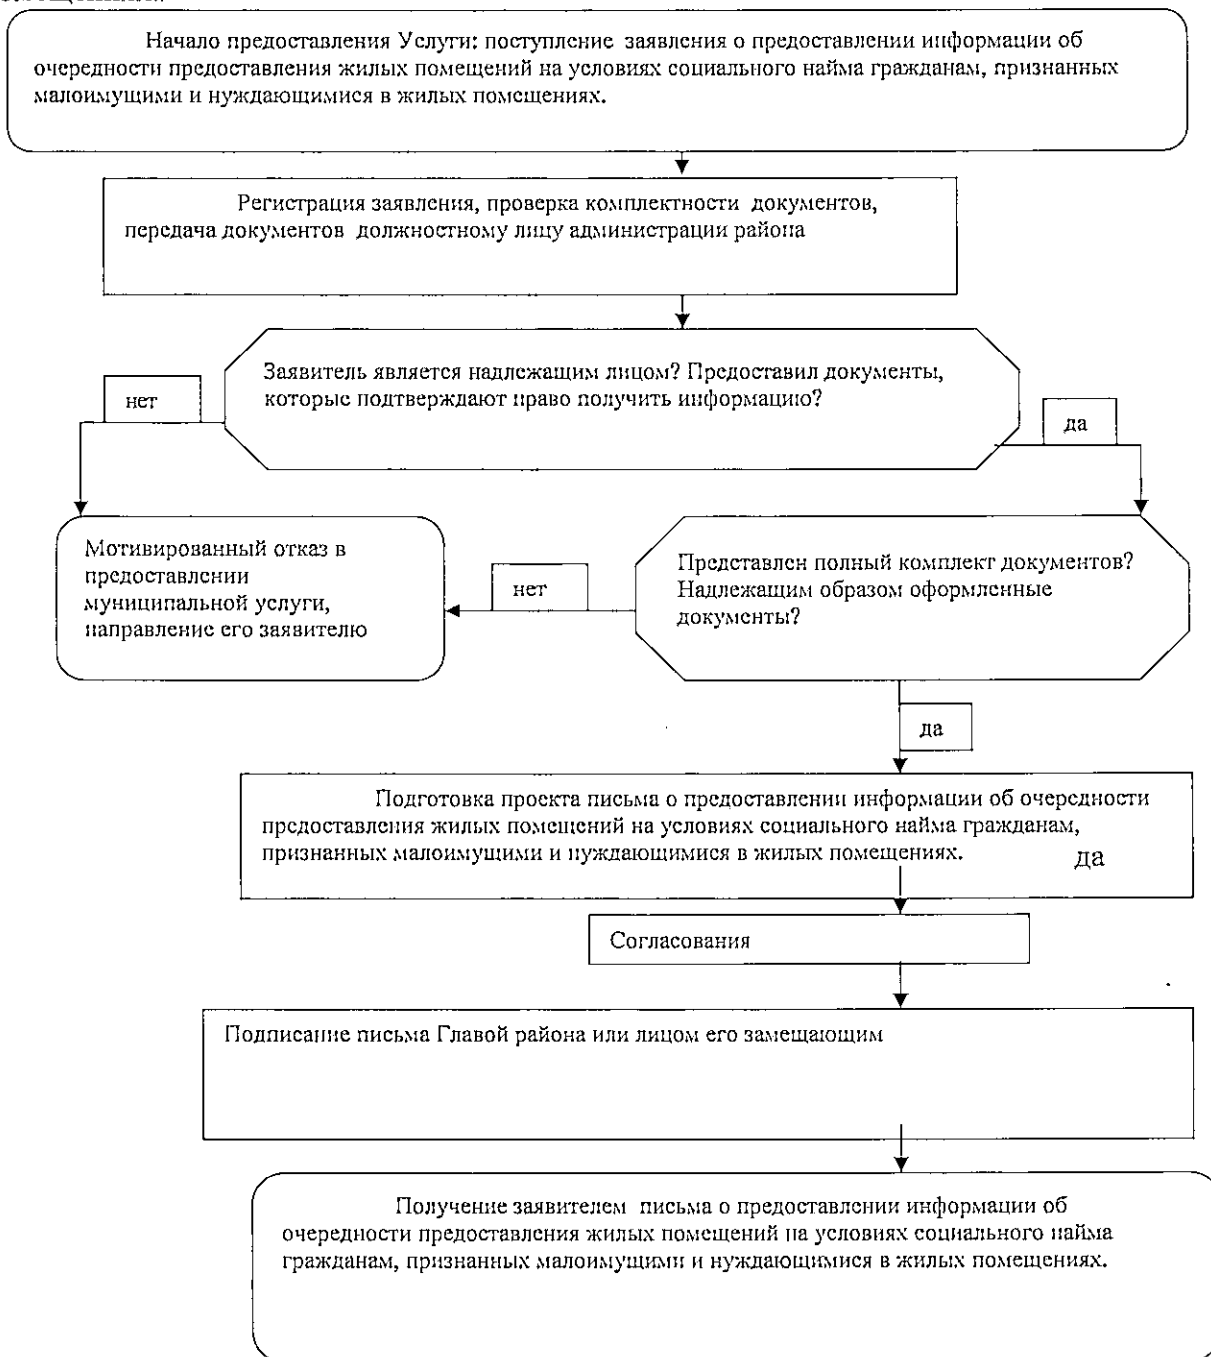 Начало предоставления Услуги: поступление заявления о предоставлении информации об
очередности предоставления жилых помещений на условиях социального найма гражданам, признанных
малоимущими и нуждающимися в жилых помещениях.
Регистрация заявления, проверка комплектности документов,
передача документов должностному лицу администрации района
Заявитель является надлежащим лицом? Предоставил документы,
которые подтверждают право получить информацию?
нет
да
Мотивированный отказ в
предоставлении
муниципальной услуги,
направление его заявителю
нет
Представлен полный комплект документов?
Надлежащим образом оформленные
документы?
да
Подготовка проекта письма о предоставлении информации об очередности
предоставления жилых помещений на условиях социального найма гражданам,
признанных малоимущими и нуждающимися в жилых помещениях.
да
Согласования
Подписание письма Главой района или лицом его замещающим
Получение заявителем письма о предоставлении информации об
очередности предоставления жилых помещений на условиях социального найма
гражданам, признанных малоимущими и нуждающимися в жилых помещениях.